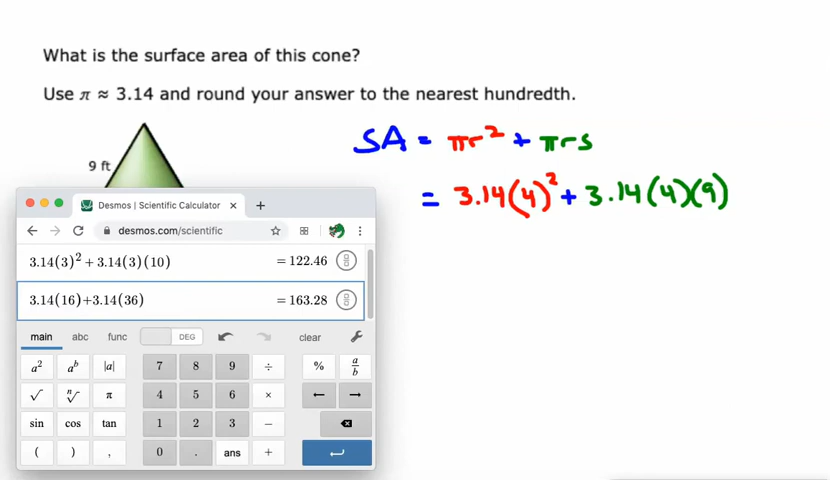 What is the surface area of this cone?
Use π ≈ 3.14 and round your answer to the nearest hundredth.
SA = πr² + πrs
= 3.14(4)² + 3.14(4)(9)
9 ft
Desmos | Scientific Calculator
desmos.com/scientific
3.14(3)² + 3.14(3)(10) = 122.46
3.14(16)+3.14(36) = 163.28
main abc func DEG clear
a² aᵇ |a| 7 8 9 ÷ % a/b
√ ⁿ√ π 4 5 6 × ← →
sin cos tan 1 2 3 −
( ) , 0 . ans +